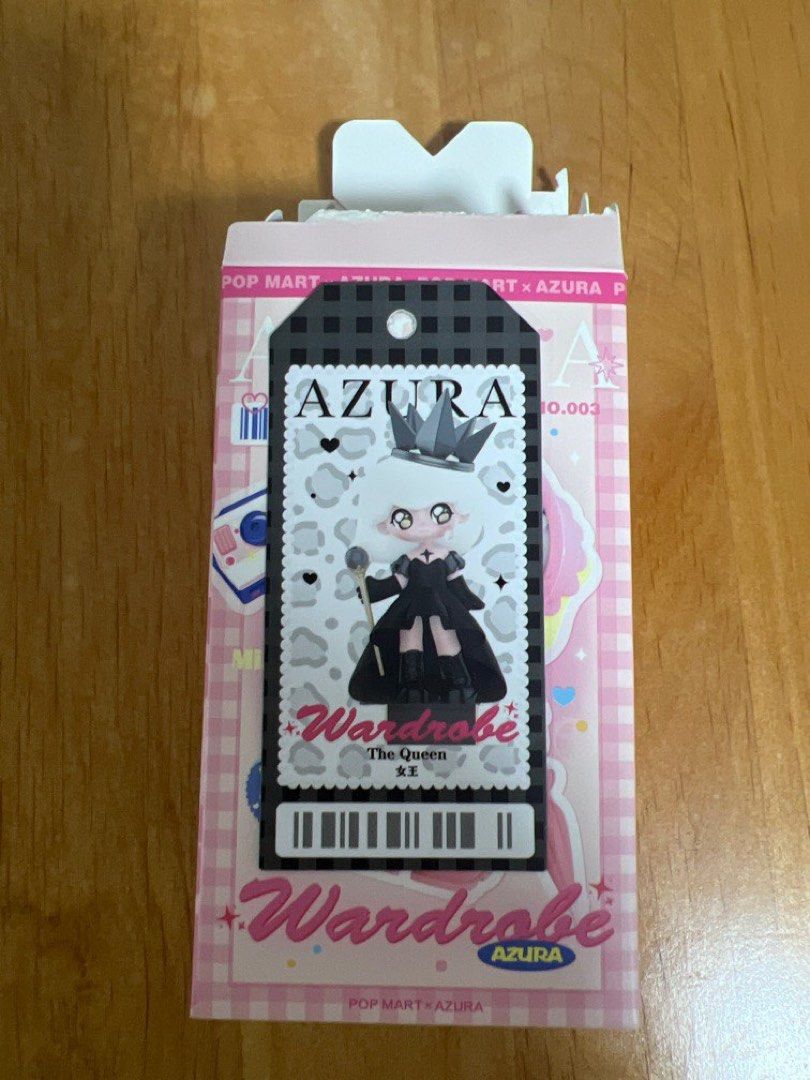 POP MART × AZURA POP MART × AZURA P
A A
NO.003
AZURA
Wardrobe
The Queen
女王
Mi
Wardrobe
AZURA
POP MART × AZURA